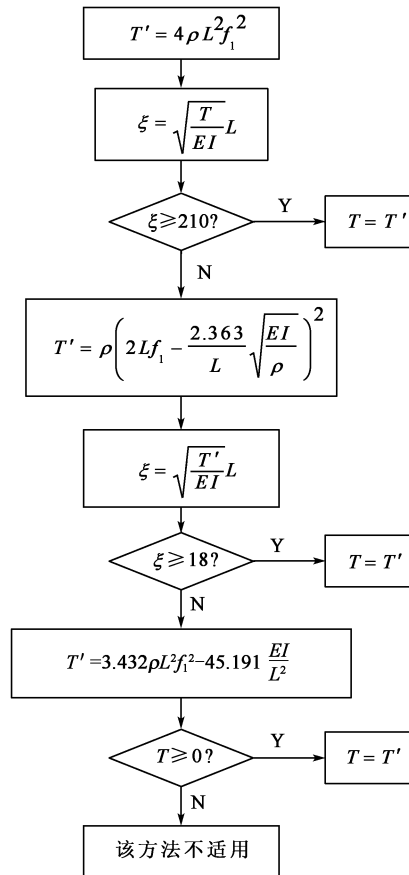 T′ = 4ρL²f₁²
ξ = √(T/EI) L
ξ≥210?
Y
T = T′
N
T′ = ρ(2Lf₁ − 2.363/L √(EI/ρ))²
ξ = √(T′/EI) L
ξ≥18?
Y
T = T′
N
T′ =3.432ρL²f₁²−45.191 EI/L²
T≥0?
Y
T = T′
N
该方法不适用